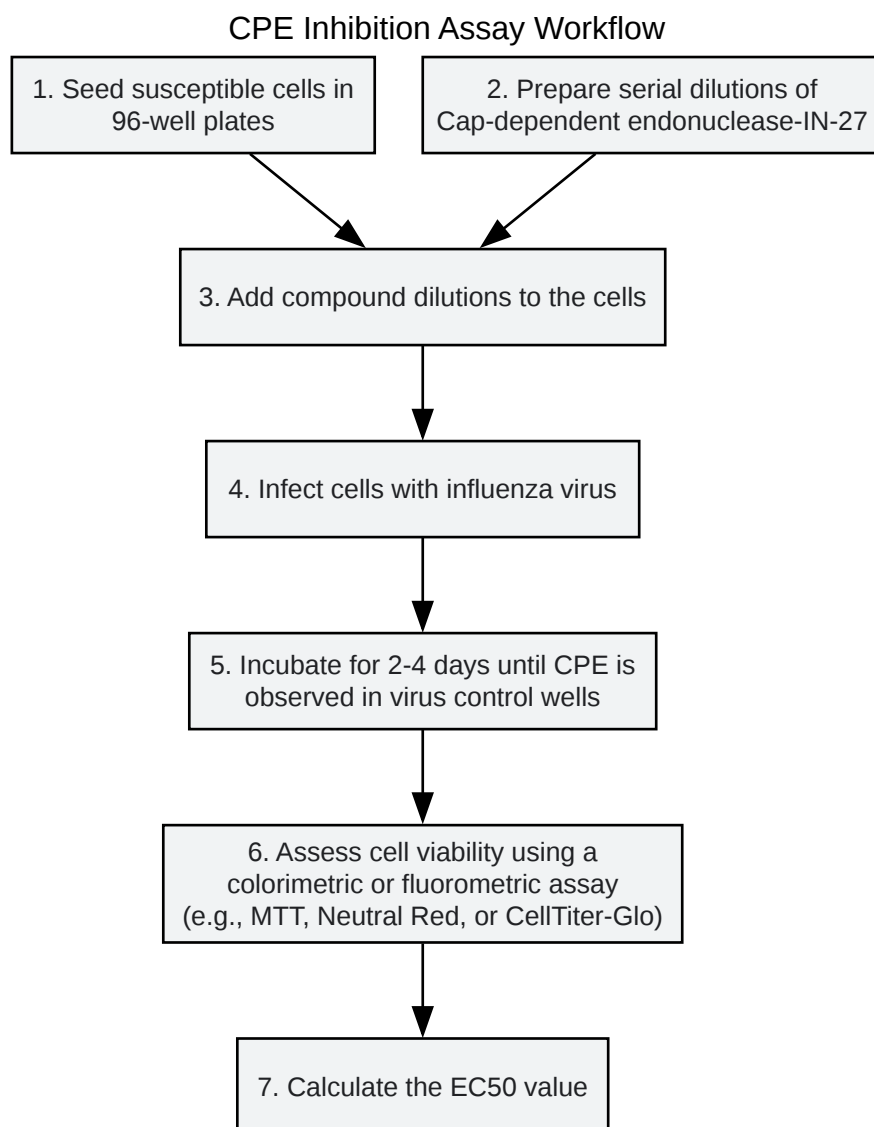 CPE Inhibition Assay Workflow
1. Seed susceptible cells in
96-well plates
2. Prepare serial dilutions of
Cap-dependent endonuclease-IN-27
3. Add compound dilutions to the cells
4. Infect cells with influenza virus
5. Incubate for 2-4 days until CPE is
observed in virus control wells
6. Assess cell viability using a
colorimetric or fluorometric assay
(e.g., MTT, Neutral Red, or CellTiter-Glo)
7. Calculate the EC50 value